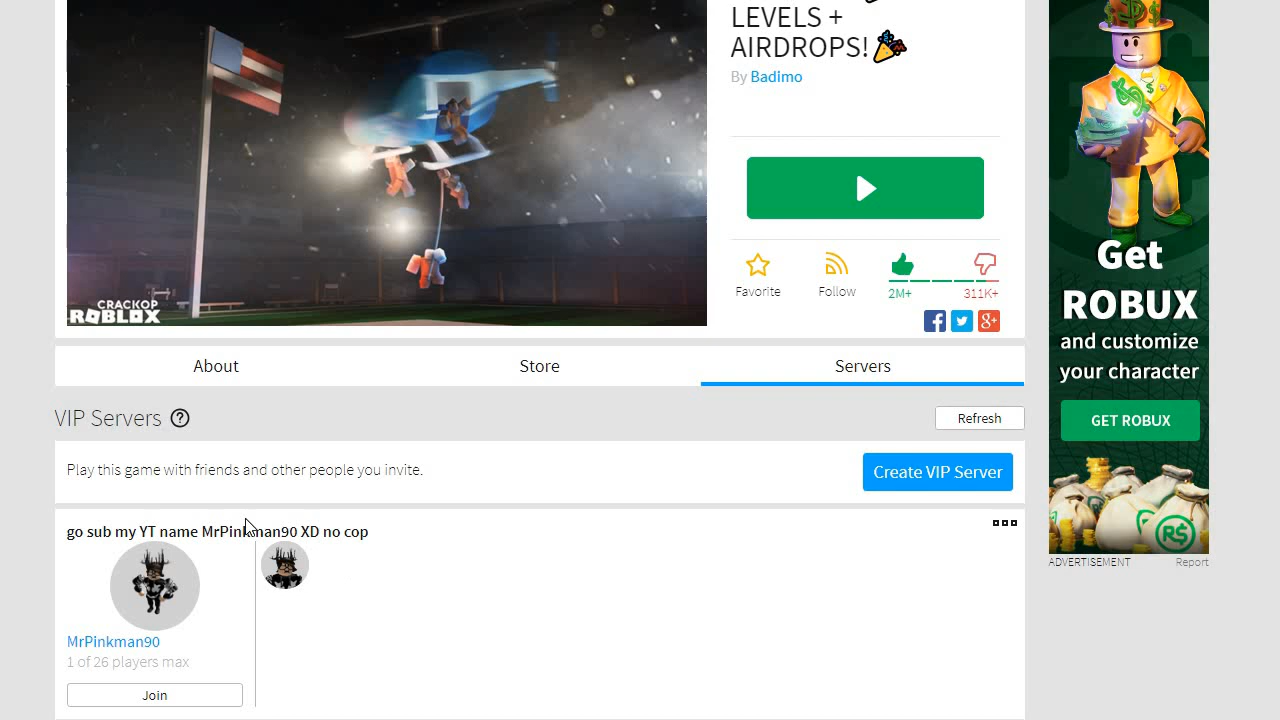 LEVELS +
AIRDROPS!
By Badimo
CRACKOP
ROBLOX
Favorite
Follow
2M+
311K+
About
Store
Servers
VIP Servers
Refresh
Play this game with friends and other people you invite.
Create VIP Server
go sub my YT name MrPinkman90 XD no cop
MrPinkman90
1 of 26 players max
Join
Get
ROBUX
and customize
your character
GET ROBUX
R$
ADVERTISEMENT
Report